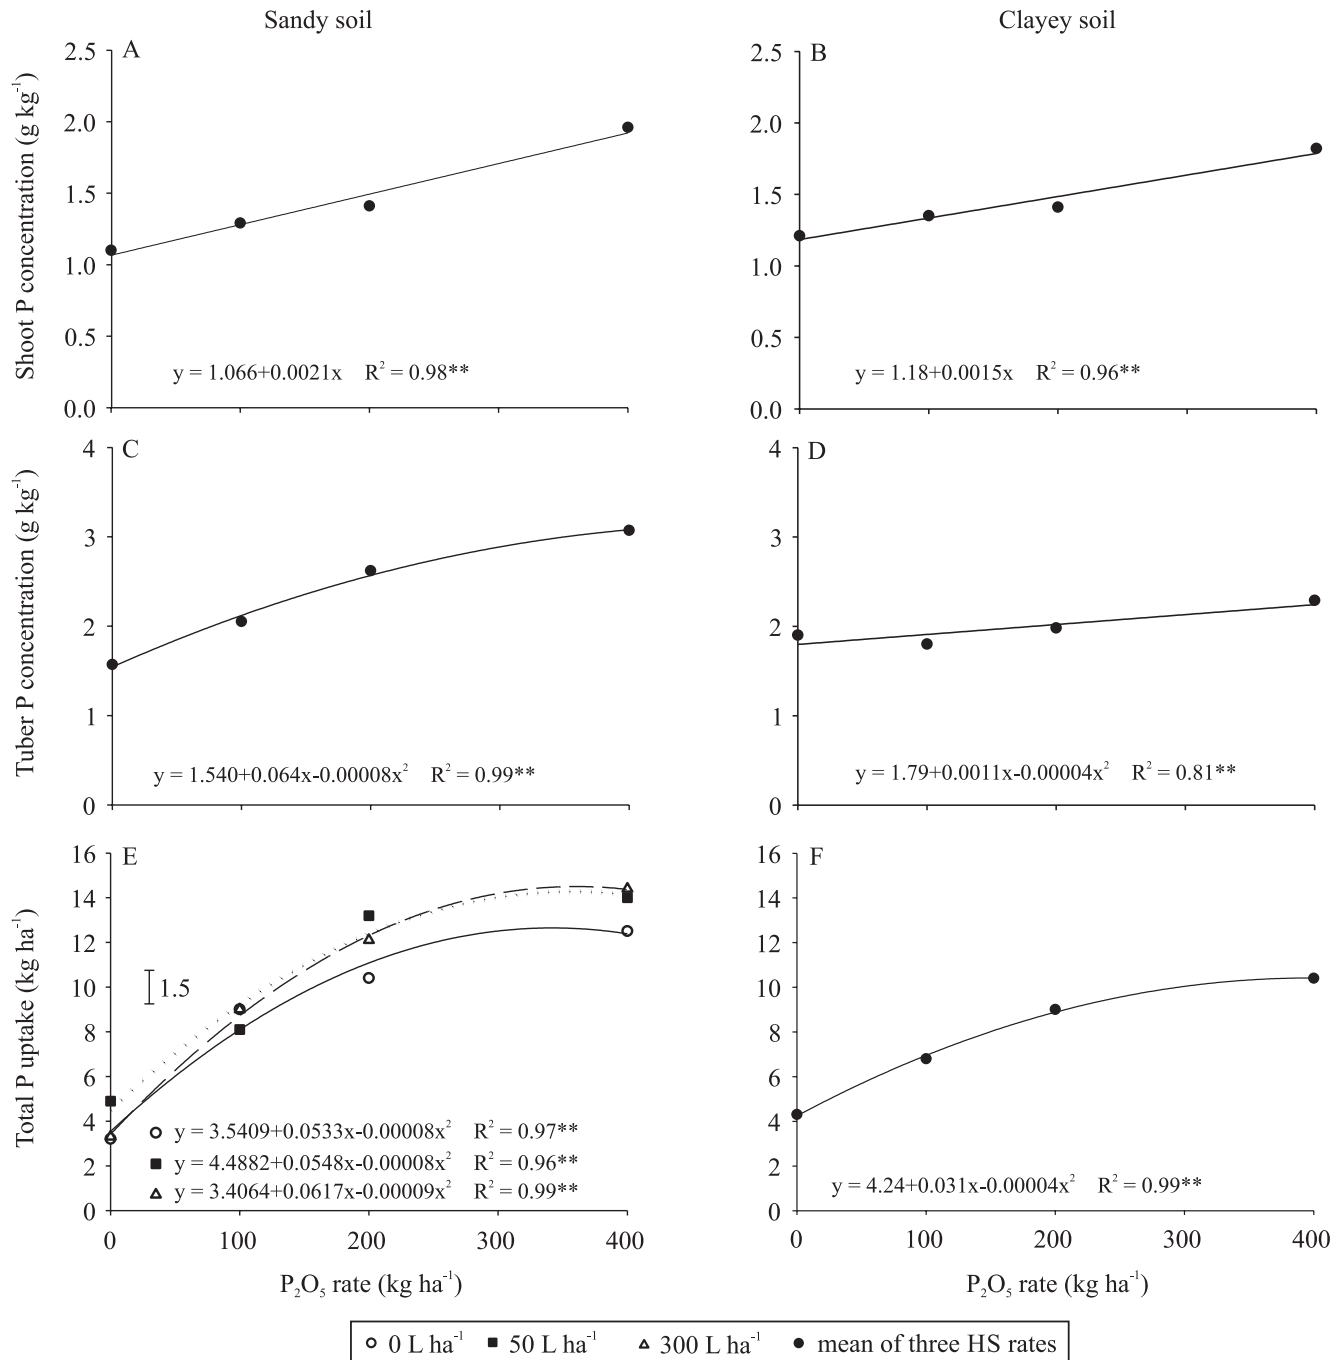 Sandy soil
Clayey soil
A
2.5
2.0
1.5
1.0
0.5
0.0
Shoot P concentration (g kg⁻¹)
y = 1.066+0.0021x R² = 0.98**
B
2.5
2.0
1.5
1.0
0.5
0.0
y = 1.18+0.0015x R² = 0.96**
C
4
3
2
1
0
Tuber P concentration (g kg⁻¹)
y = 1.540+0.064x-0.00008x² R² = 0.99**
D
4
3
2
1
0
y = 1.79+0.0011x-0.00004x² R² = 0.81**
E
16
14
12
10
8
6
4
2
0
Total P uptake (kg ha⁻¹)
1.5
y = 3.5409+0.0533x-0.00008x² R² = 0.97**
y = 4.4882+0.0548x-0.00008x² R² = 0.96**
y = 3.4064+0.0617x-0.00009x² R² = 0.99**
0 100 200 300 400
P₂O₅ rate (kg ha⁻¹)
F
16
14
12
10
8
6
4
2
0
y = 4.24+0.031x-0.00004x² R² = 0.99**
0 100 200 300 400
P₂O₅ rate (kg ha⁻¹)
0 L ha⁻¹ 50 L ha⁻¹ 300 L ha⁻¹ mean of three HS rates